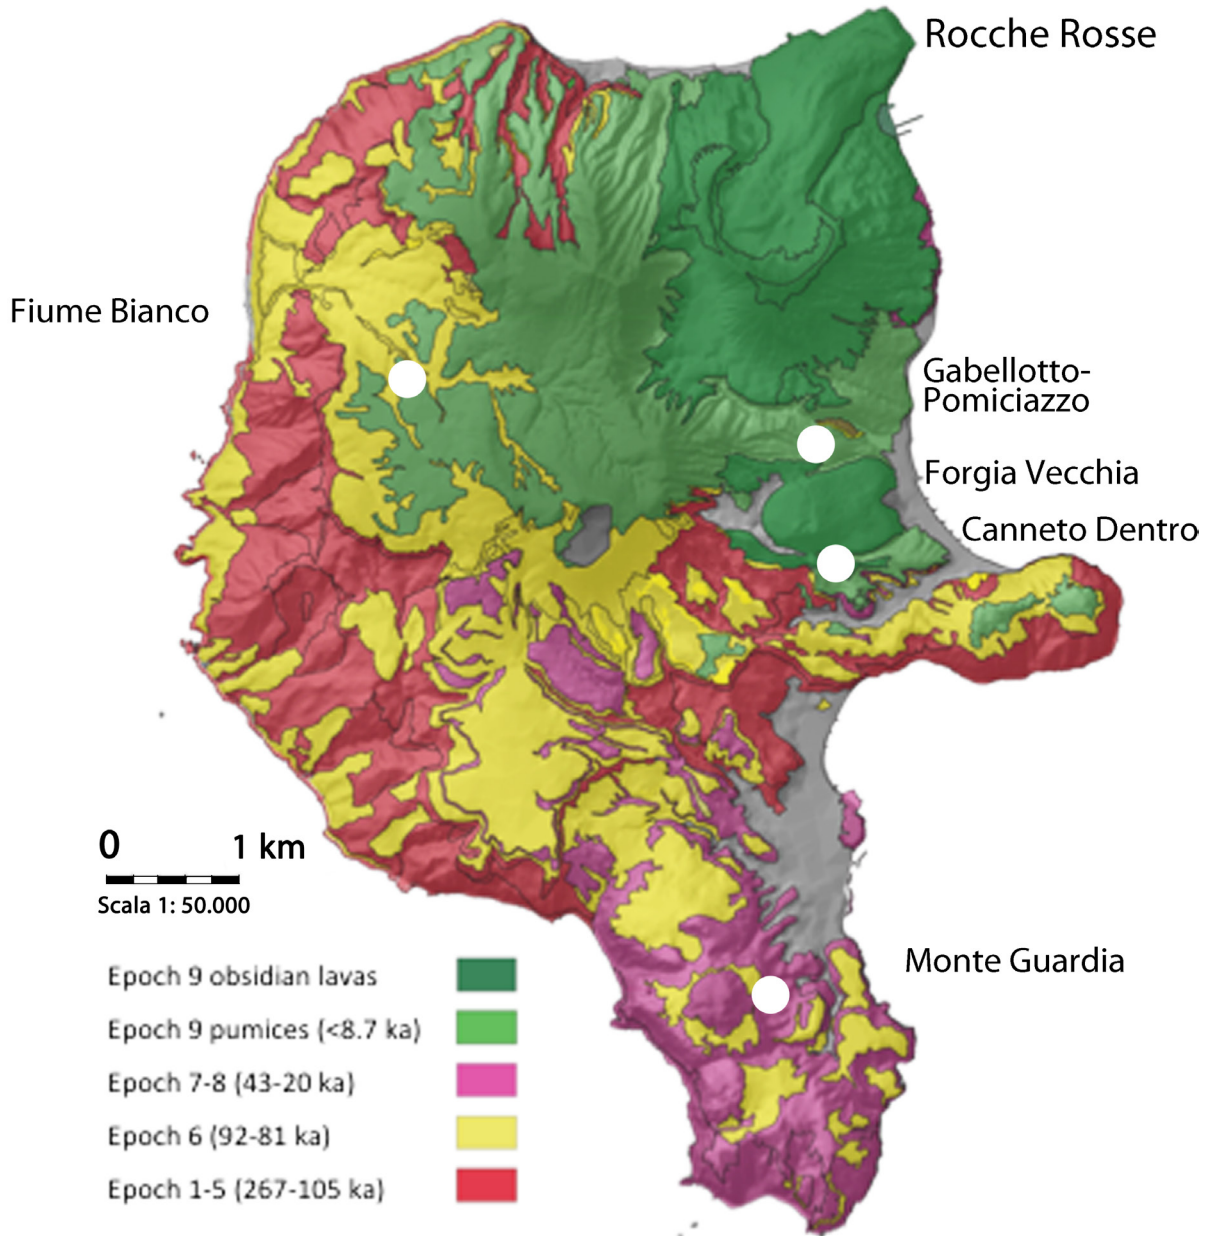 Rocche Rosse
Fiume Bianco
Gabellotto-
Pomiciazzo
Forgia Vecchia
Canneto Dentro
0 1 km
Scala 1: 50.000
Monte Guardia
Epoch 9 obsidian lavas
Epoch 9 pumices (<8.7 ka)
Epoch 7-8 (43-20 ka)
Epoch 6 (92-81 ka)
Epoch 1-5 (267-105 ka)